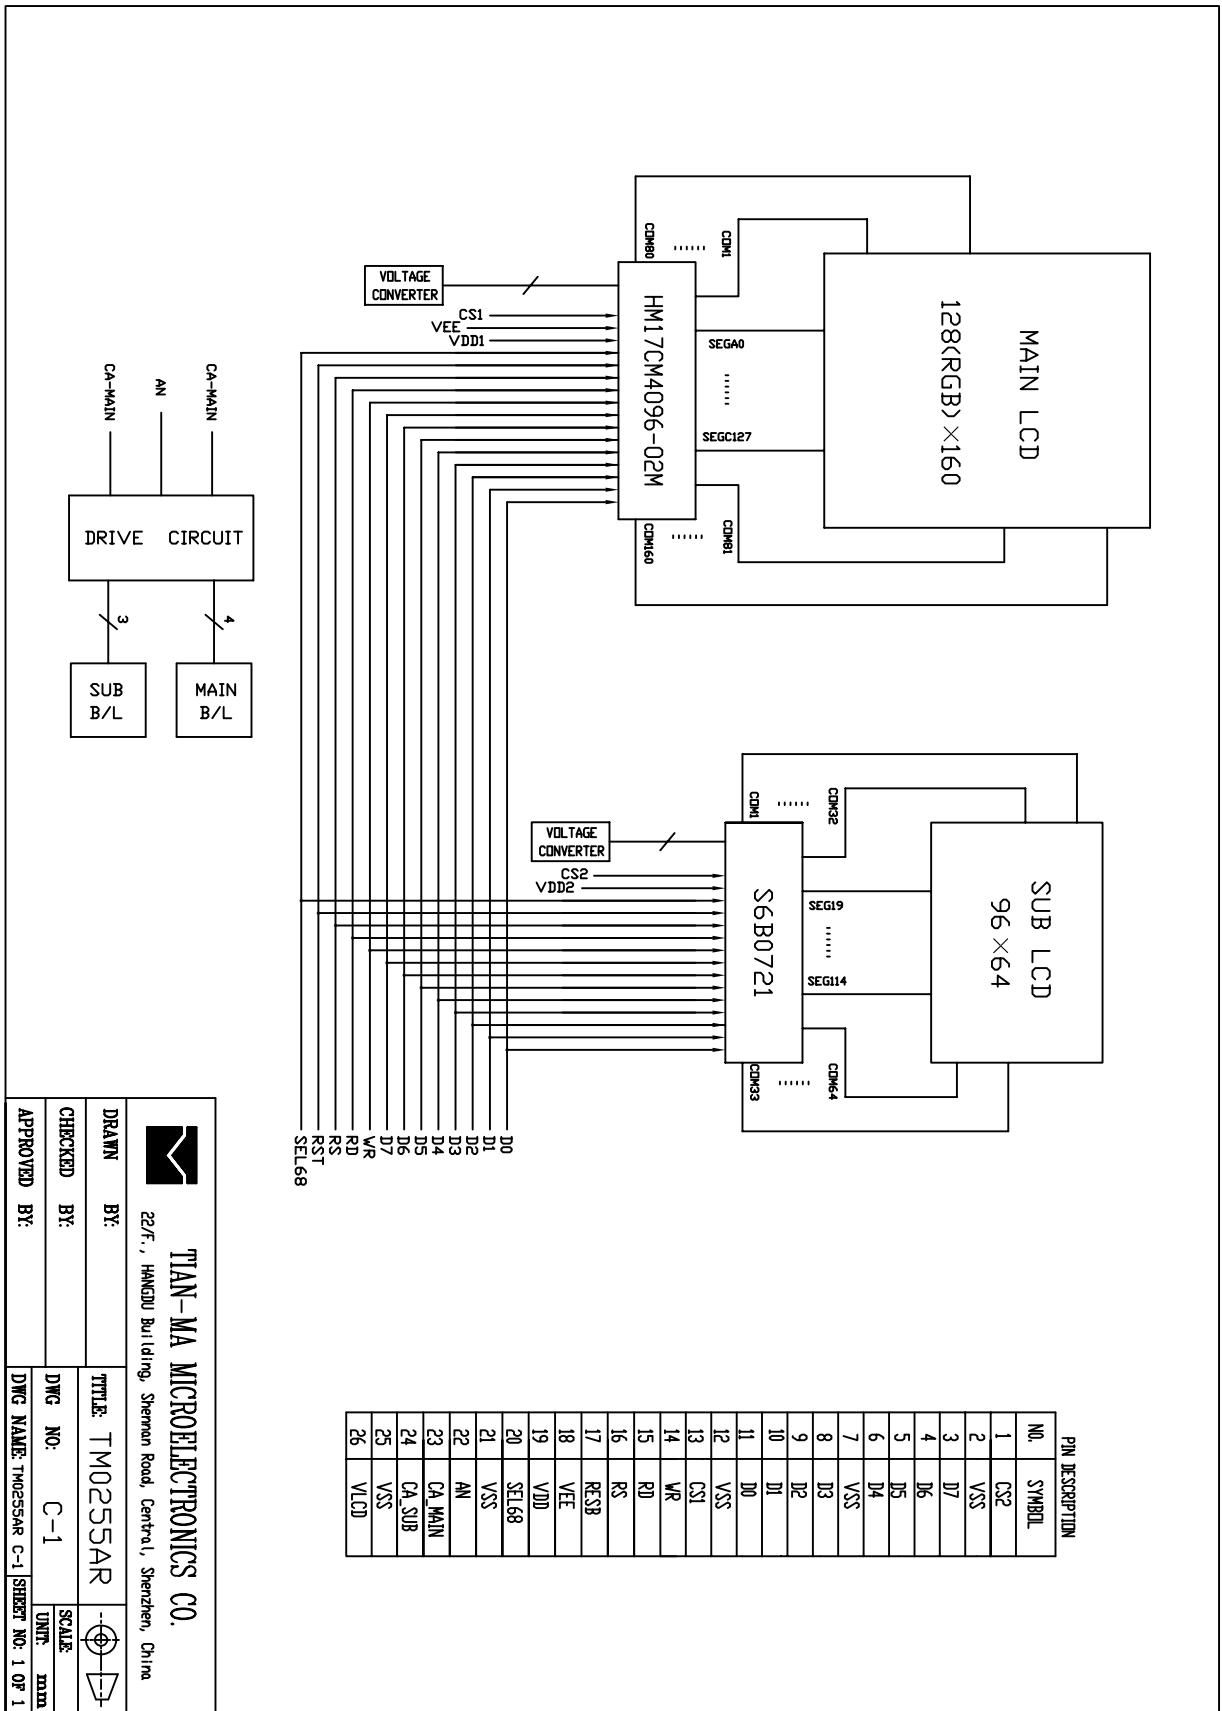 MAIN LCD
128(RGB)×160
COM80
......
COM1
SEGA0
......
SEGC127
COM160
......
COM81
HM17CM4096-02M
VOLTAGE
CONVERTER
CS1
VEE
VDD1
CA-MAIN
AN
CA-MAIN
DRIVE CIRCUIT
3
4
SUB
B/L
MAIN
B/L
SUB LCD
96×64
COM1
......
COM32
SEG19
......
SEG114
COM33
......
COM64
S6B0721
VOLTAGE
CONVERTER
CS2
VDD2
D0
D1
D2
D3
D4
D5
D6
D7
WR
RD
RS
RST
SEL68
PIN DESCRIPTION
NO. SYMBOL
1 CS2
2 VSS
3 D7
4 D6
5 D5
6 D4
7 VSS
8 D3
9 D2
10 D1
11 D0
12 VSS
13 CS1
14 WR
15 RD
16 RS
17 RESB
18 VEE
19 VDD
20 SEL68
21 VSS
22 AN
23 CA_MAIN
24 CA_SUB
25 VSS
26 VLCD
TIAN-MA MICROELECTRONICS CO.
22/F., HANGDU Building, Shennan Road, Central, Shenzhen, China
DRAWN BY:
CHECKED BY:
APPROVED BY:
TITLE: TM0255AR
DWG NO: C-1
SCALE:
UNIT: mm
DWG NAME: TM0255AR C-1
SHEET NO: 1 OF 1